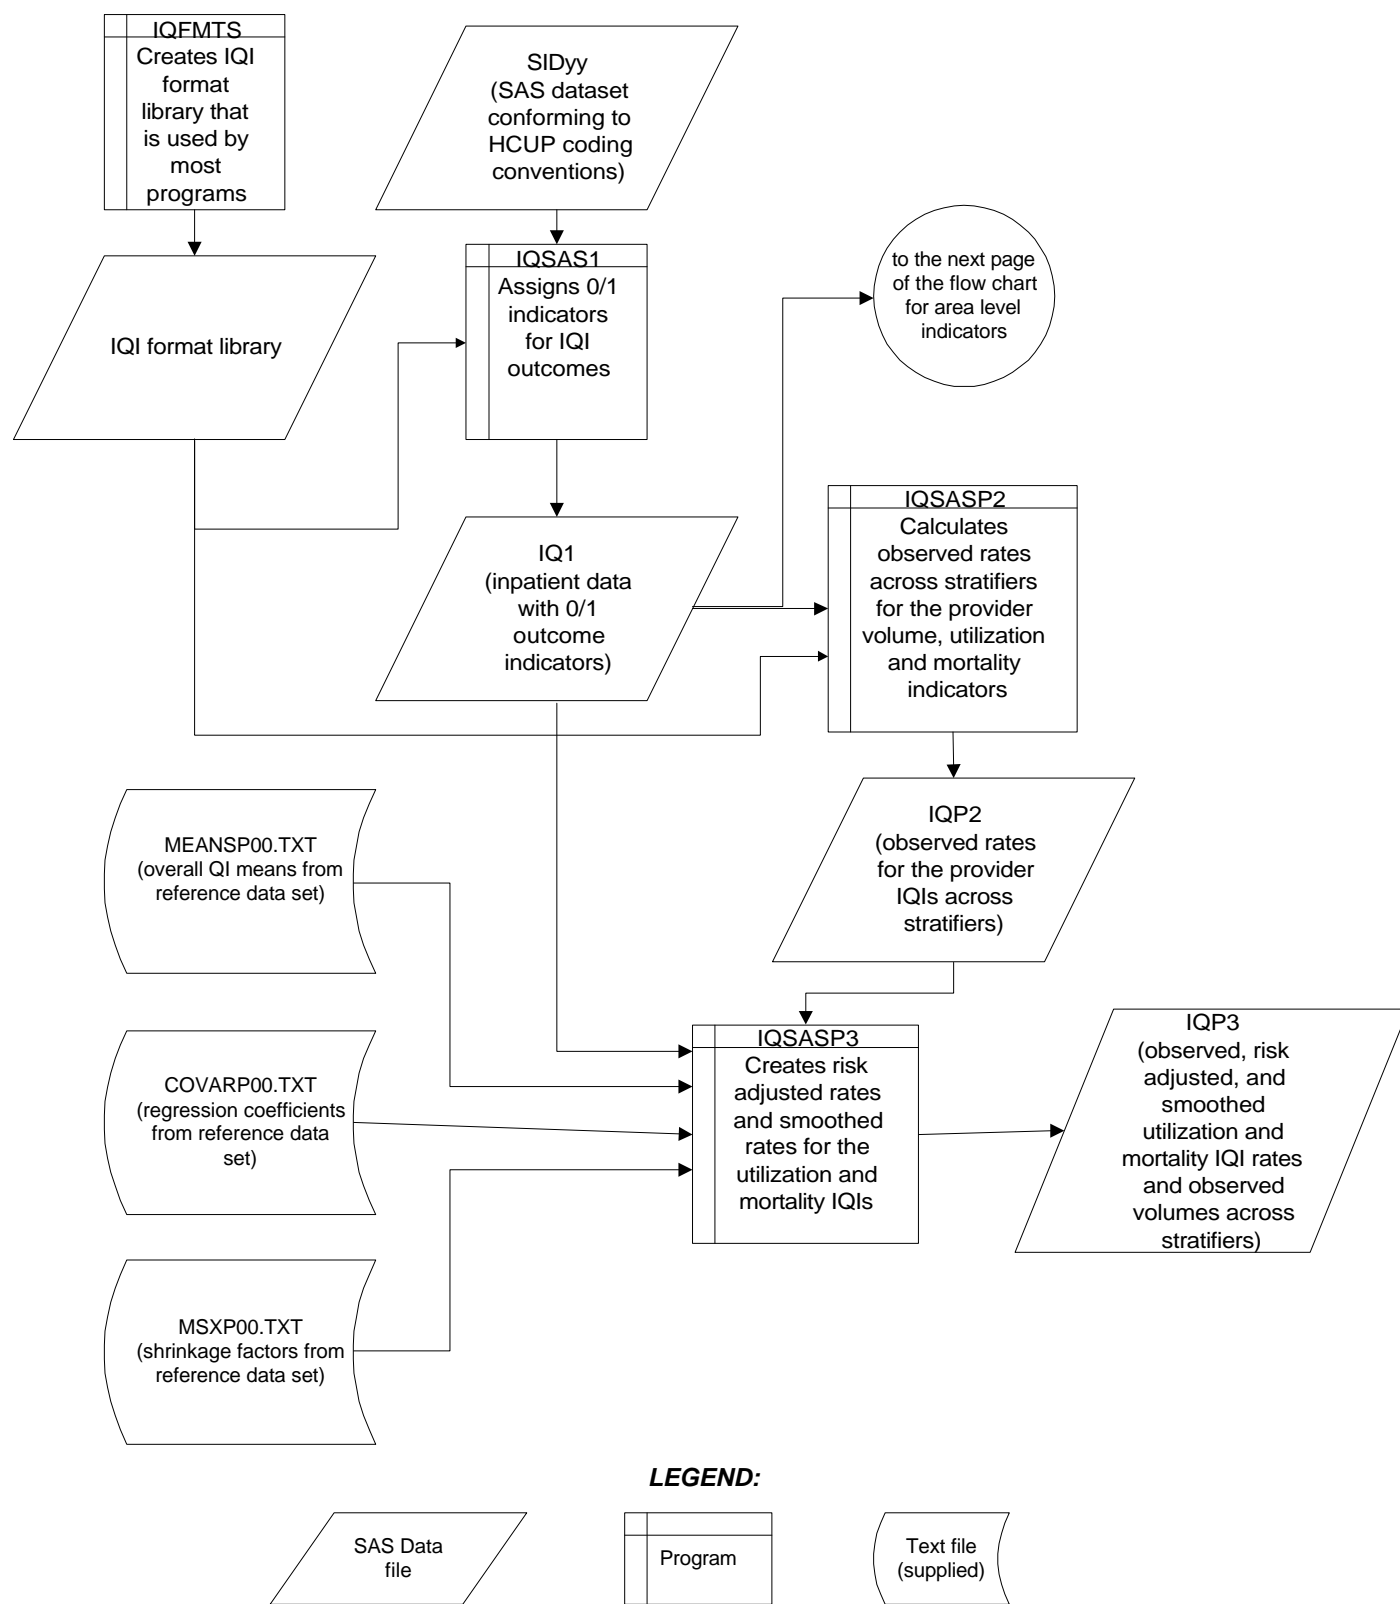 IQFMTS
Creates IQI
format
library that
is used by
most
programs
SIDyy
(SAS dataset
conforming to
HCUP coding
conventions)
IQI format library
IQSAS1
Assigns 0/1
indicators
for IQI
outcomes
to the next page
of the flow chart
for area level
indicators
IQ1
(inpatient data
with 0/1
outcome
indicators)
IQSASP2
Calculates
observed rates
across stratifiers
for the provider
volume, utilization
and mortality
indicators
IQP2
(observed rates
for the provider
IQIs across
stratifiers)
MEANSP00.TXT
(overall QI means from
reference data set)
COVARP00.TXT
(regression coefficients
from reference data
set)
MSXP00.TXT
(shrinkage factors from
reference data set)
IQSASP3
Creates risk
adjusted rates
and smoothed
rates for the
utilization and
mortality IQIs
IQP3
(observed, risk
adjusted, and
smoothed
utilization and
mortality IQI rates
and observed
volumes across
stratifiers)
LEGEND:
SAS Data
file
Program
Text file
(supplied)